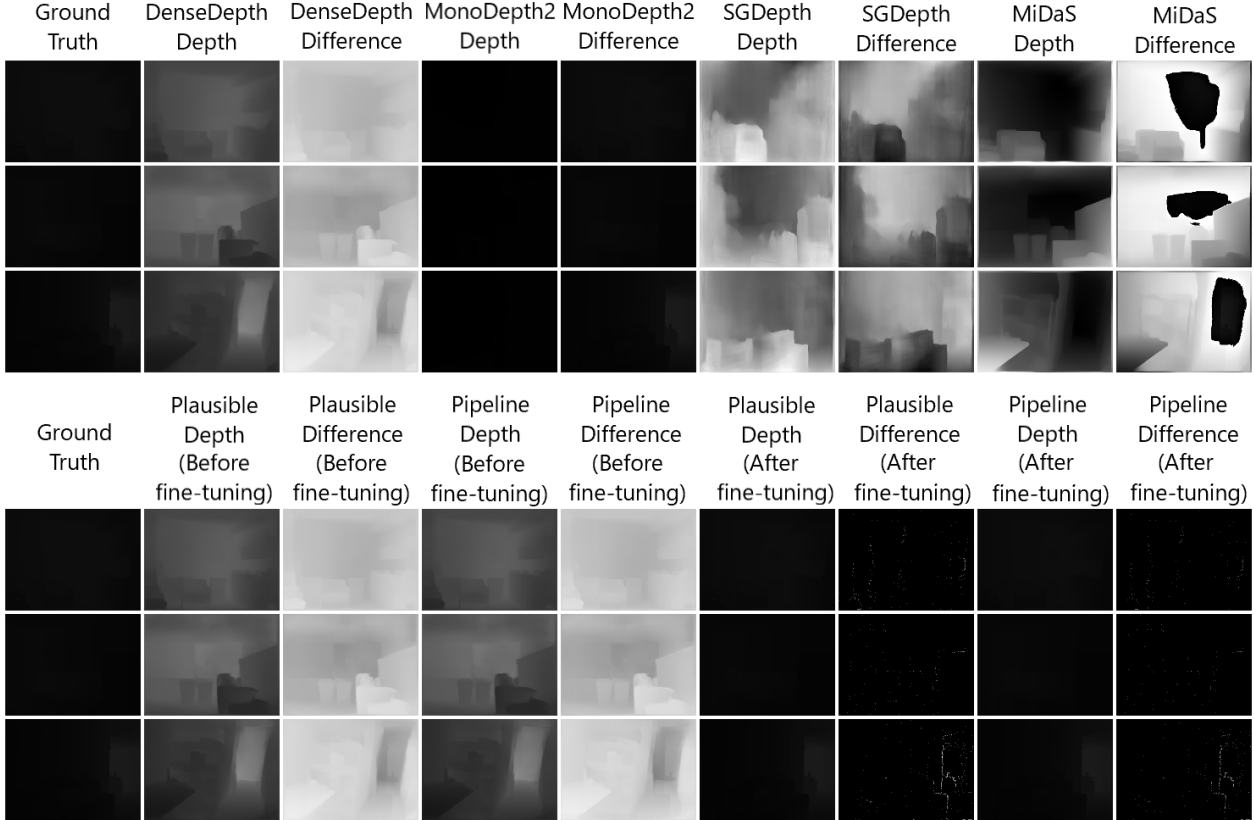 Ground
Truth
DenseDepth
Depth
DenseDepth
Difference
MonoDepth2
Depth
MonoDepth2
Difference
SGDepth
Depth
SGDepth
Difference
MiDaS
Depth
MiDaS
Difference
Ground
Truth
Plausible
Depth
(Before
fine-tuning)
Plausible
Difference
(Before
fine-tuning)
Pipeline
Depth
(Before
fine-tuning)
Pipeline
Difference
(Before
fine-tuning)
Plausible
Depth
(After
fine-tuning)
Plausible
Difference
(After
fine-tuning)
Pipeline
Depth
(After
fine-tuning)
Pipeline
Difference
(After
fine-tuning)